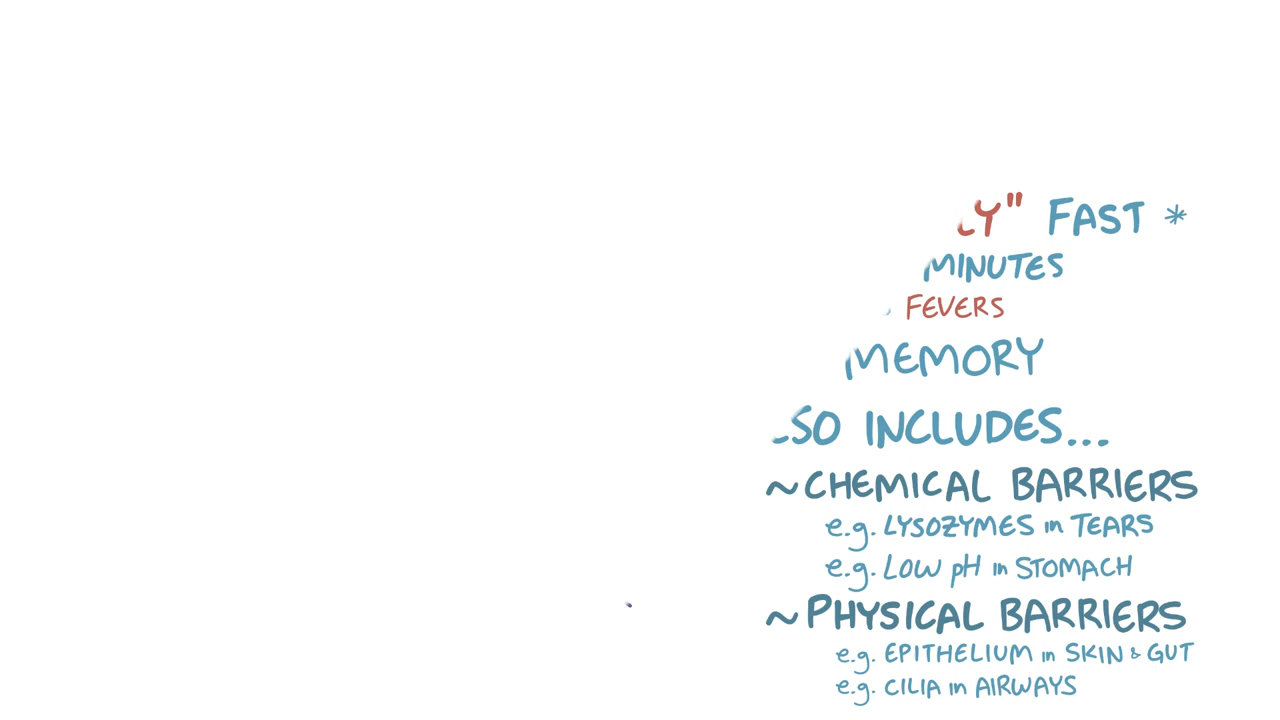 Y" FAST *
MINUTES
FEVERS
MEMORY
SO INCLUDES...
~CHEMICAL BARRIERS
e.g. LYSOZYMES in TEARS
e.g. LOW pH in STOMACH
~PHYSICAL BARRIERS
e.g. EPITHELIUM in SKIN & GUT
e.g. CILIA in AIRWAYS